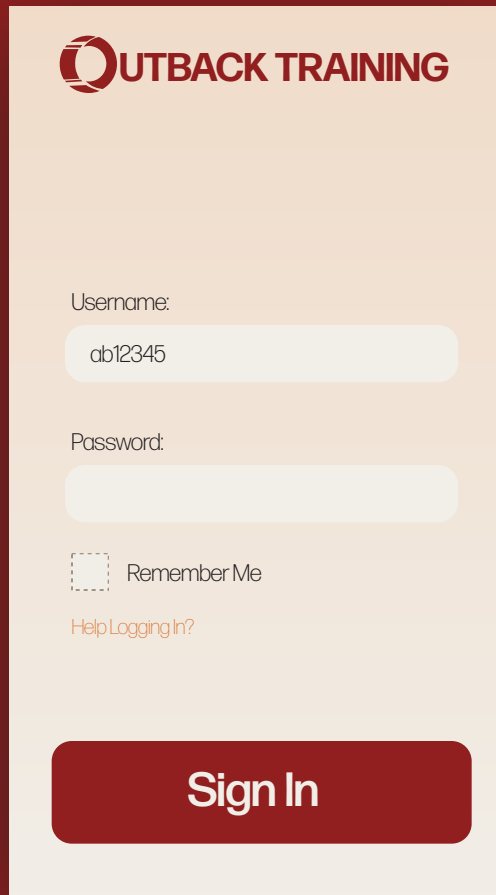 OUTBACK TRAINING
Username:
ab12345
Password:
Remember Me
Help Logging In?
Sign In